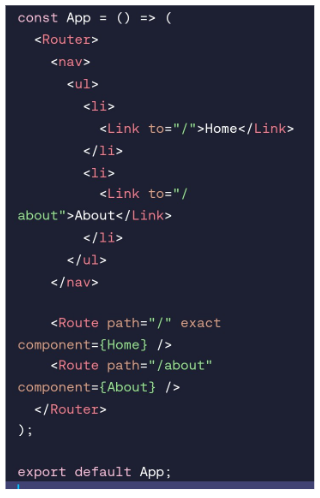 const App = () => (
  <Router>
    <nav>
      <ul>
        <li>
          <Link to="/">Home</Link>
        </li>
        <li>
          <Link to="/
about">About</Link>
        </li>
      </ul>
    </nav>

    <Route path="/" exact
component={Home} />
    <Route path="/about"
component={About} />
  </Router>
);

export default App;